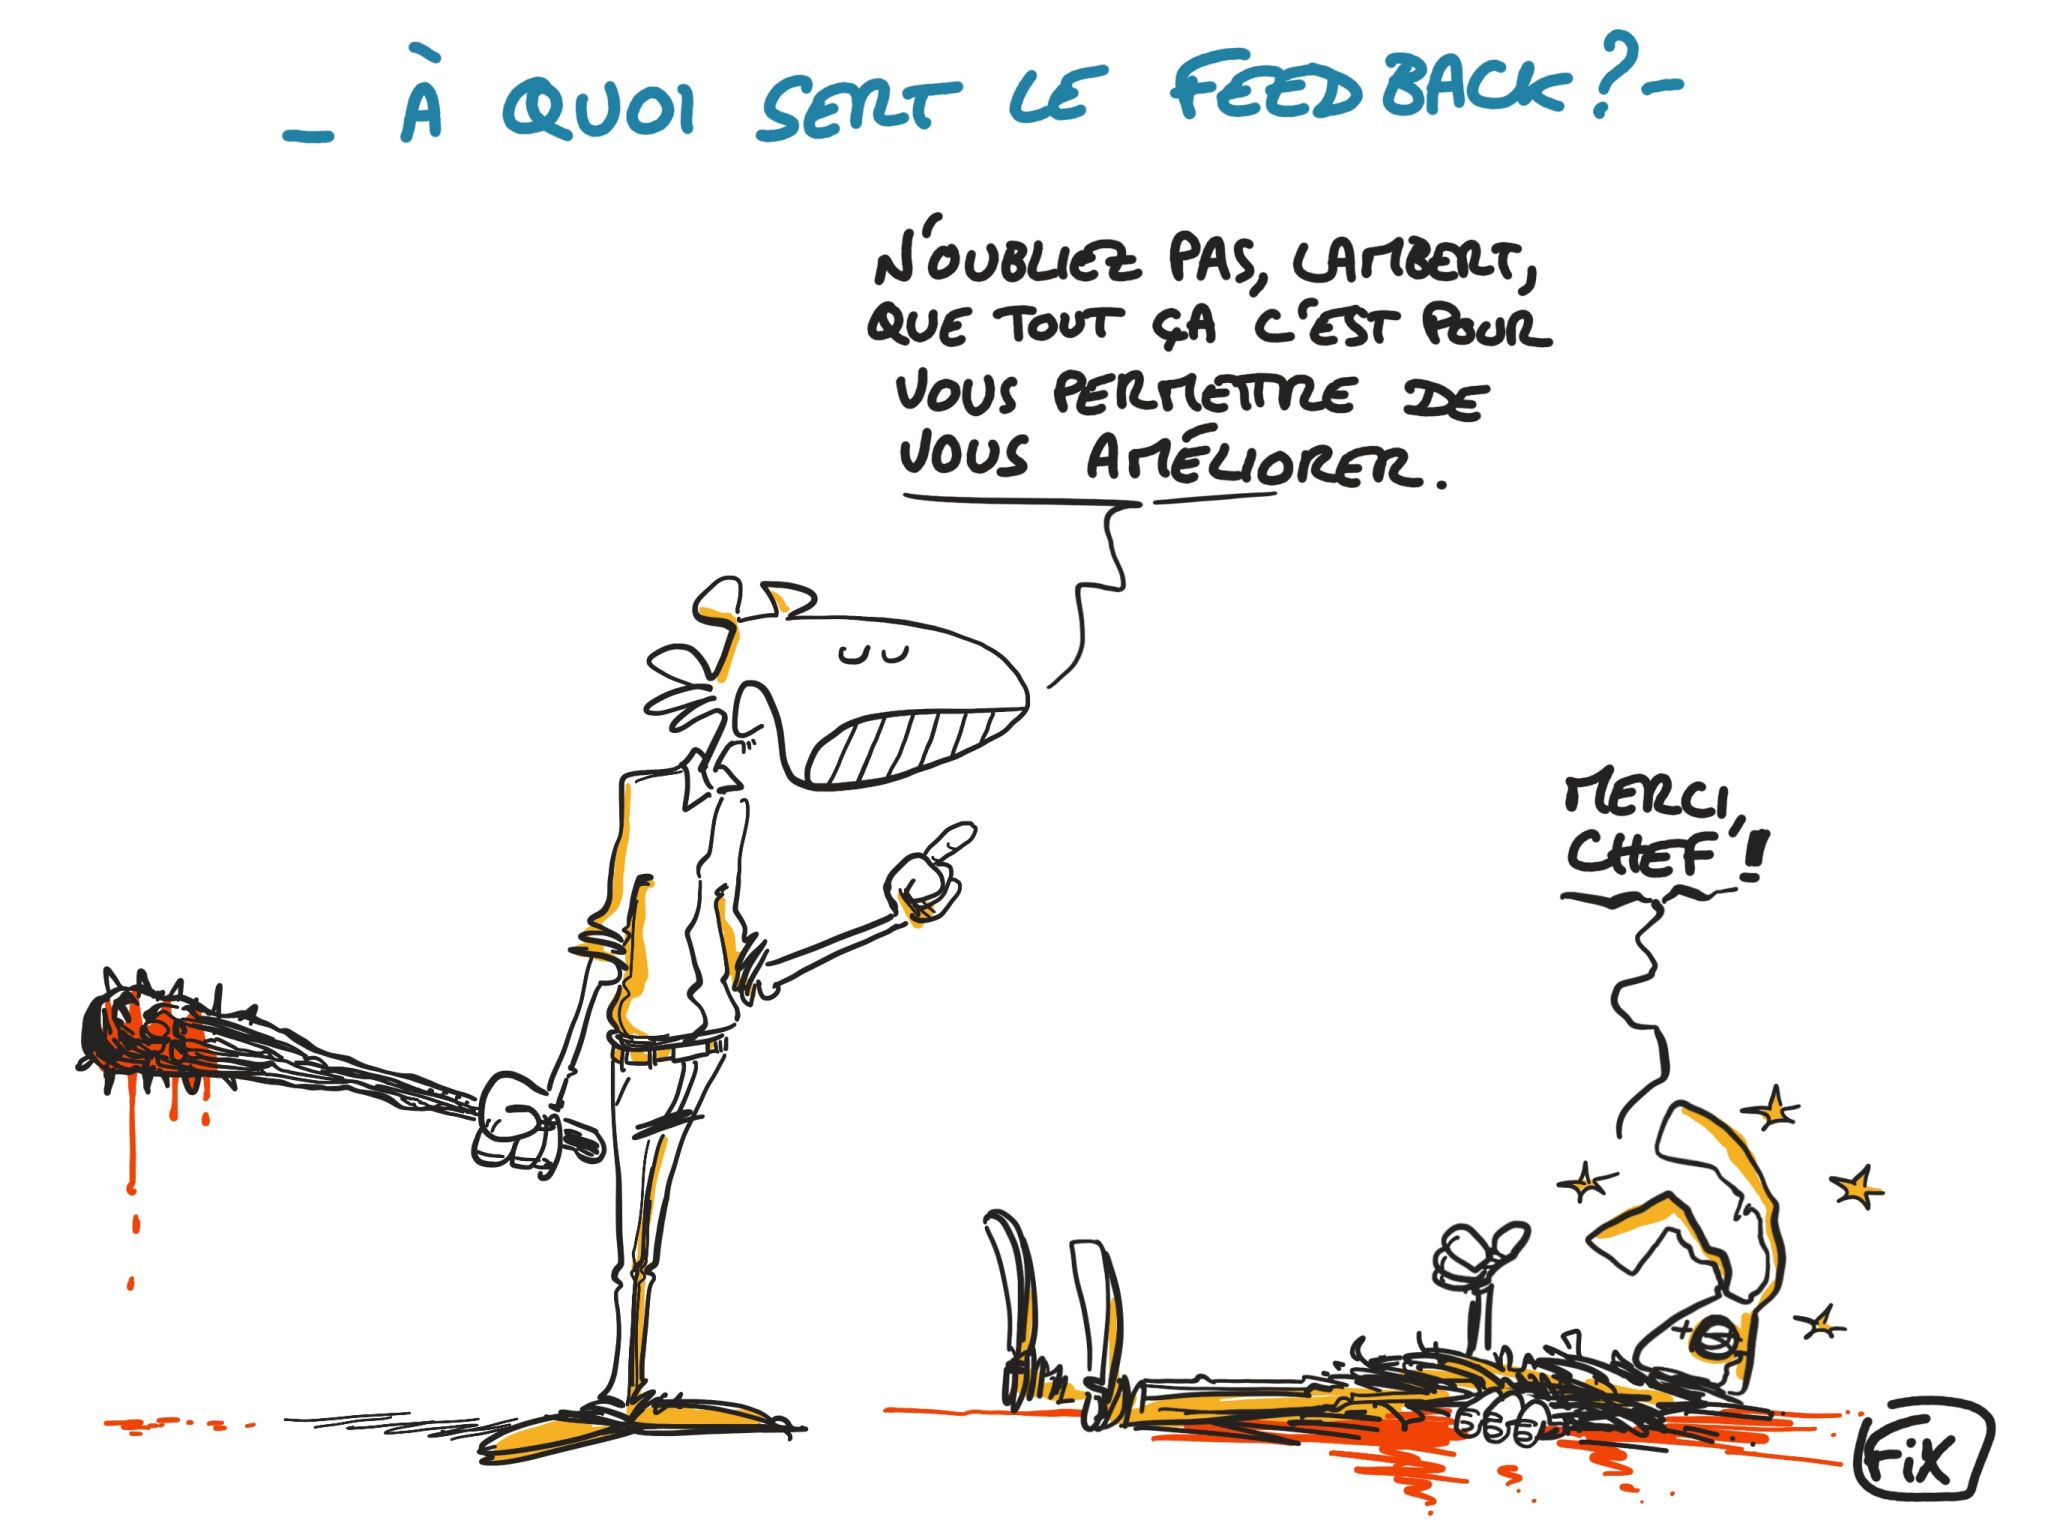 - À QUOI SERT LE FEEDBACK ? -
N'OUBLIEZ PAS, LAMBERT,
QUE TOUT ÇA C'EST POUR
VOUS PERMETTRE DE
VOUS AMÉLIORER.
MERCI,
CHEF !
FiX